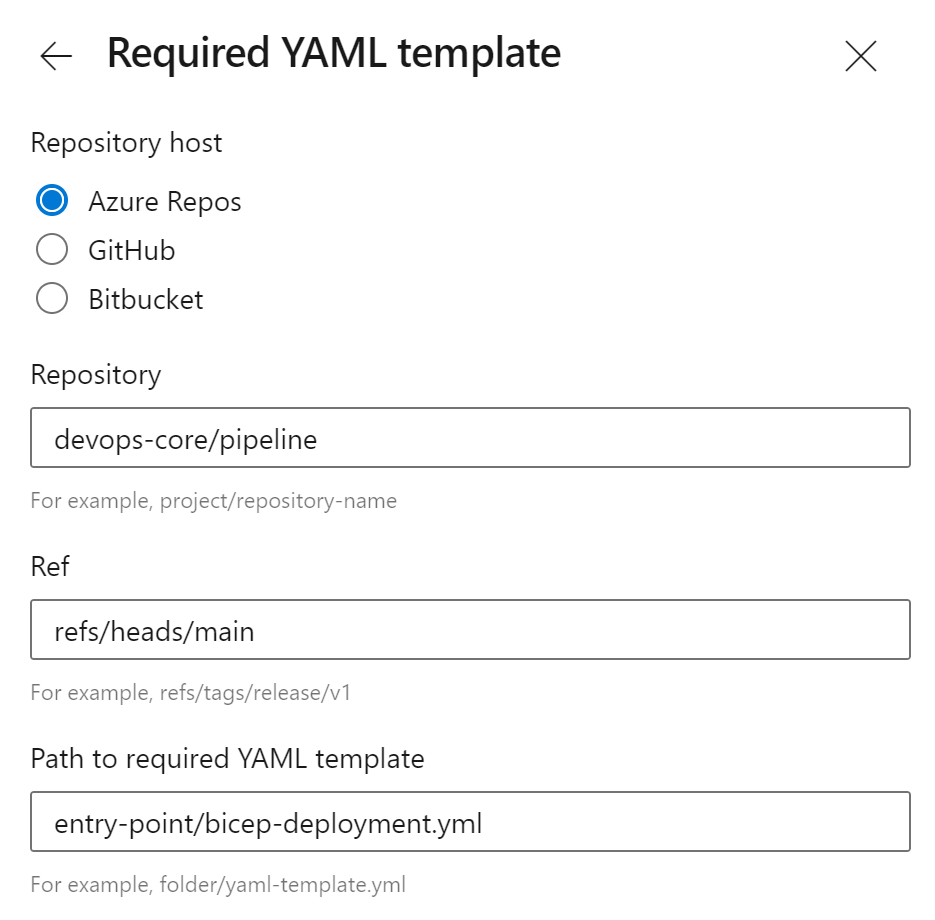 Required YAML template
Repository host
Azure Repos
GitHub
Bitbucket
Repository
devops-core/pipeline
For example, project/repository-name
Ref
refs/heads/main
For example, refs/tags/release/v1
Path to required YAML template
entry-point/bicep-deployment.yml
For example, folder/yaml-template.yml